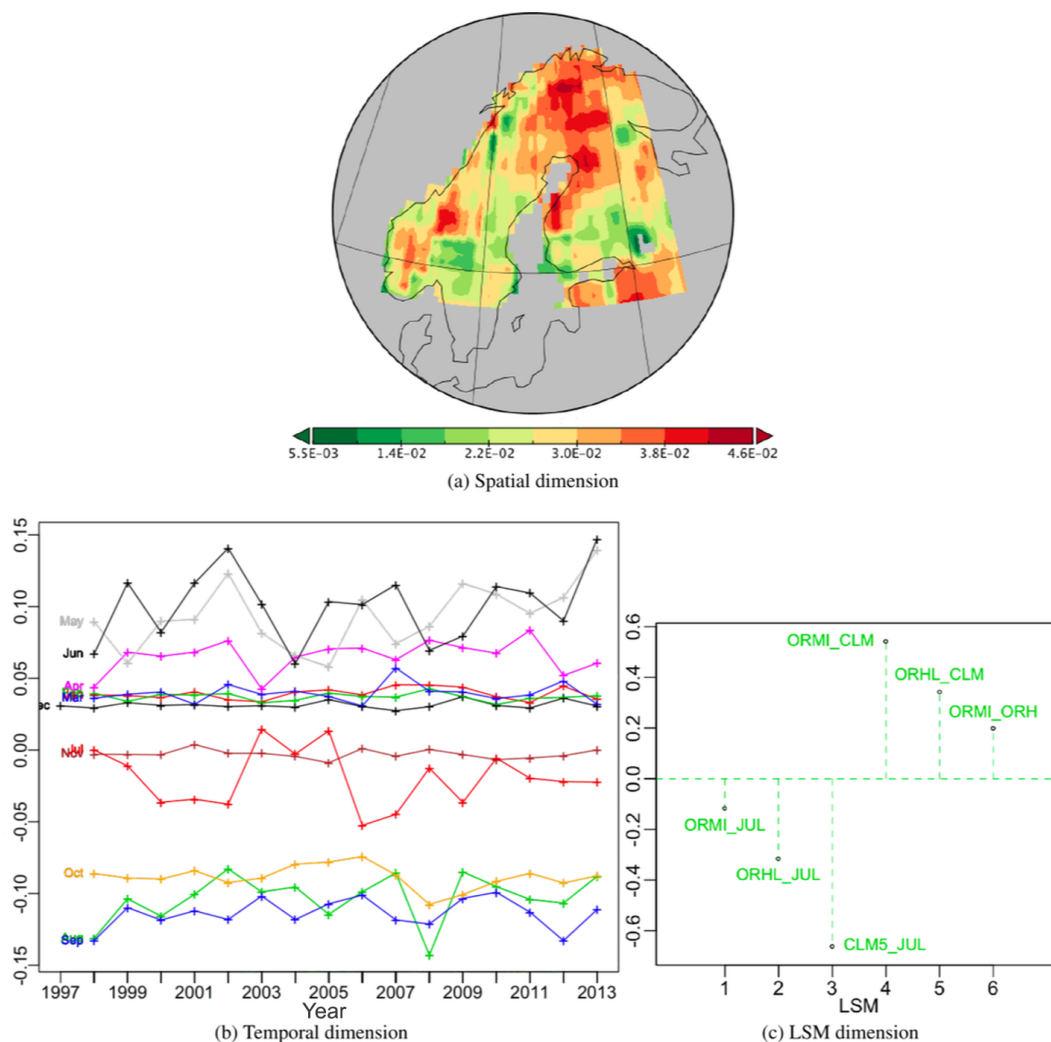 5.5E-03 1.4E-02 2.2E-02 3.0E-02 3.8E-02 4.6E-02
(a) Spatial dimension
0.15
0.10
0.05
0.00
-0.05
-0.10
-0.15
May
Jun
Apr
Mar
Jul
Nov
Oct
Sep
1997 1999 2001 2003 2005 2007 2009 2011 2013
Year
(b) Temporal dimension
0.6
0.4
0.2
0.0
-0.2
-0.4
-0.6
ORMI_CLM
ORHL_CLM
ORMI_ORH
ORMI_JUL
ORHL_JUL
CLM5_JUL
1 2 3 4 5 6
LSM
(c) LSM dimension